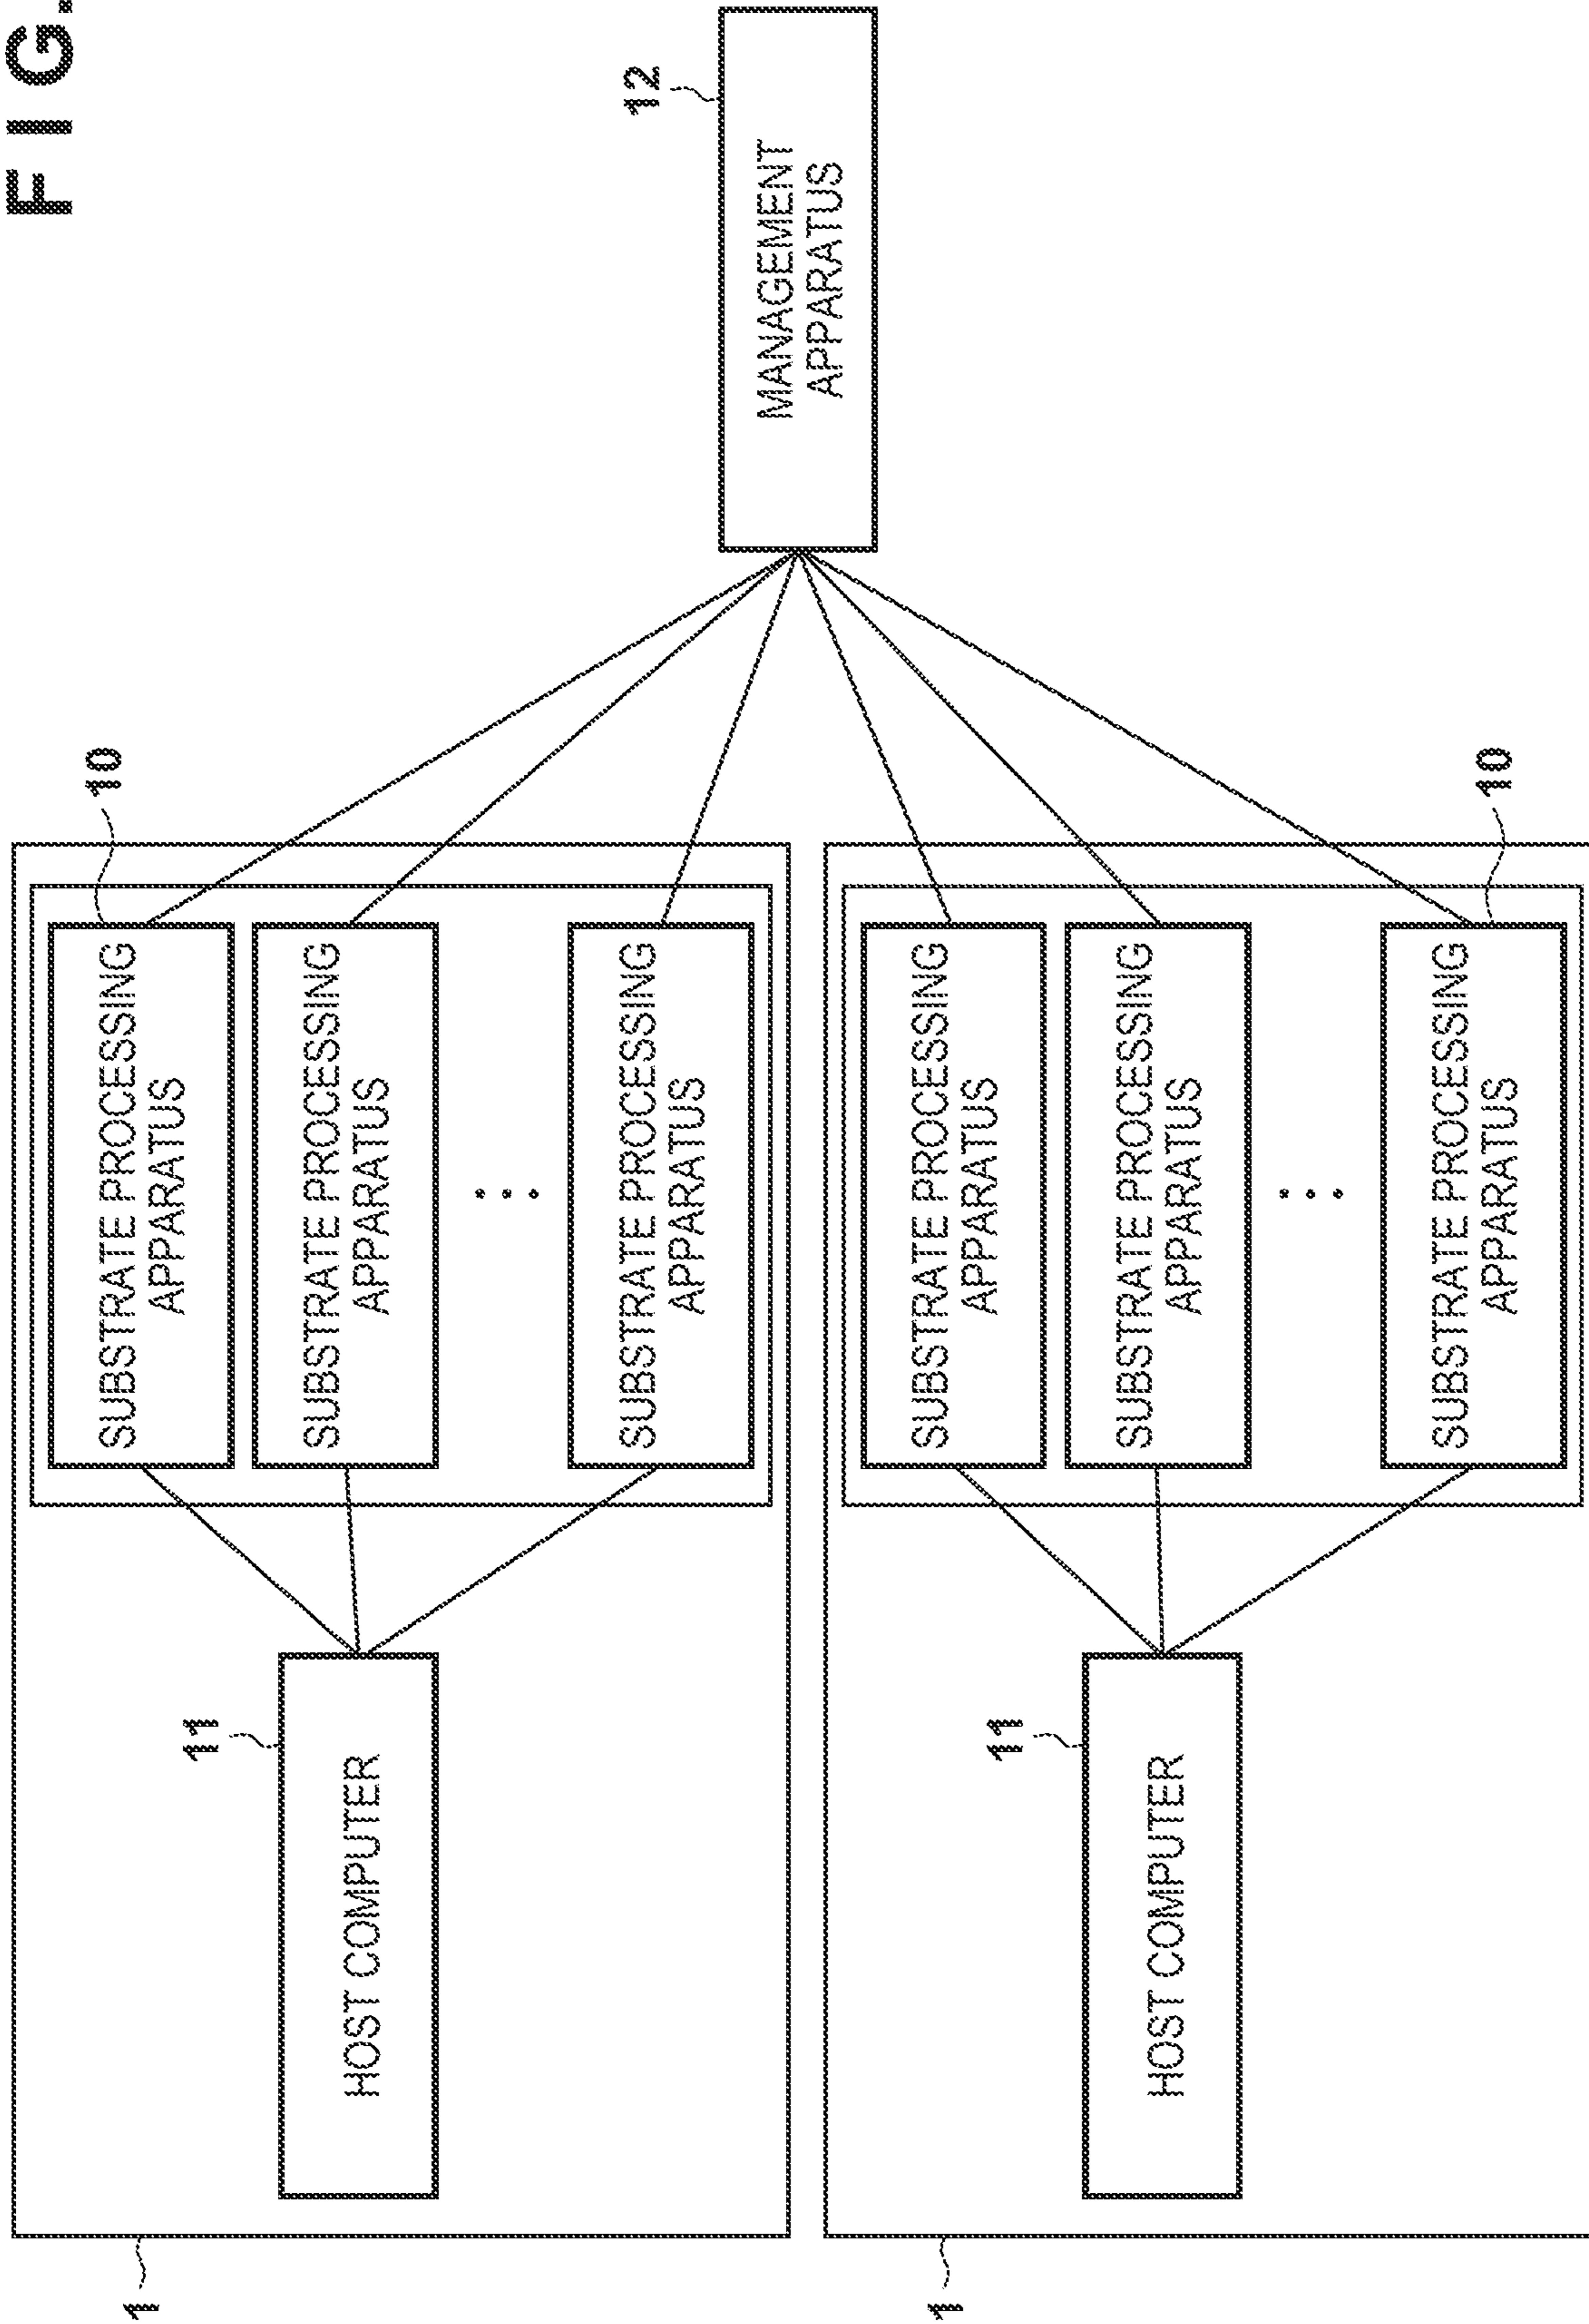 FIG.
12
MANAGEMENT
APPARATUS
10
SUBSTRATE PROCESSING
APPARATUS
SUBSTRATE PROCESSING
APPARATUS
SUBSTRATE PROCESSING
APPARATUS
11
HOST COMPUTER
1
10
SUBSTRATE PROCESSING
APPARATUS
SUBSTRATE PROCESSING
APPARATUS
SUBSTRATE PROCESSING
APPARATUS
11
HOST COMPUTER
1